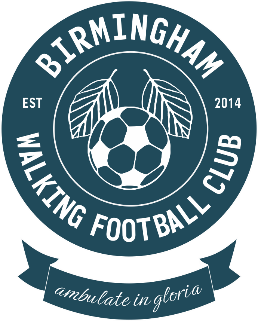 BIRMINGHAM
EST 2014
WALKING FOOTBALL CLUB
ambulate in gloria